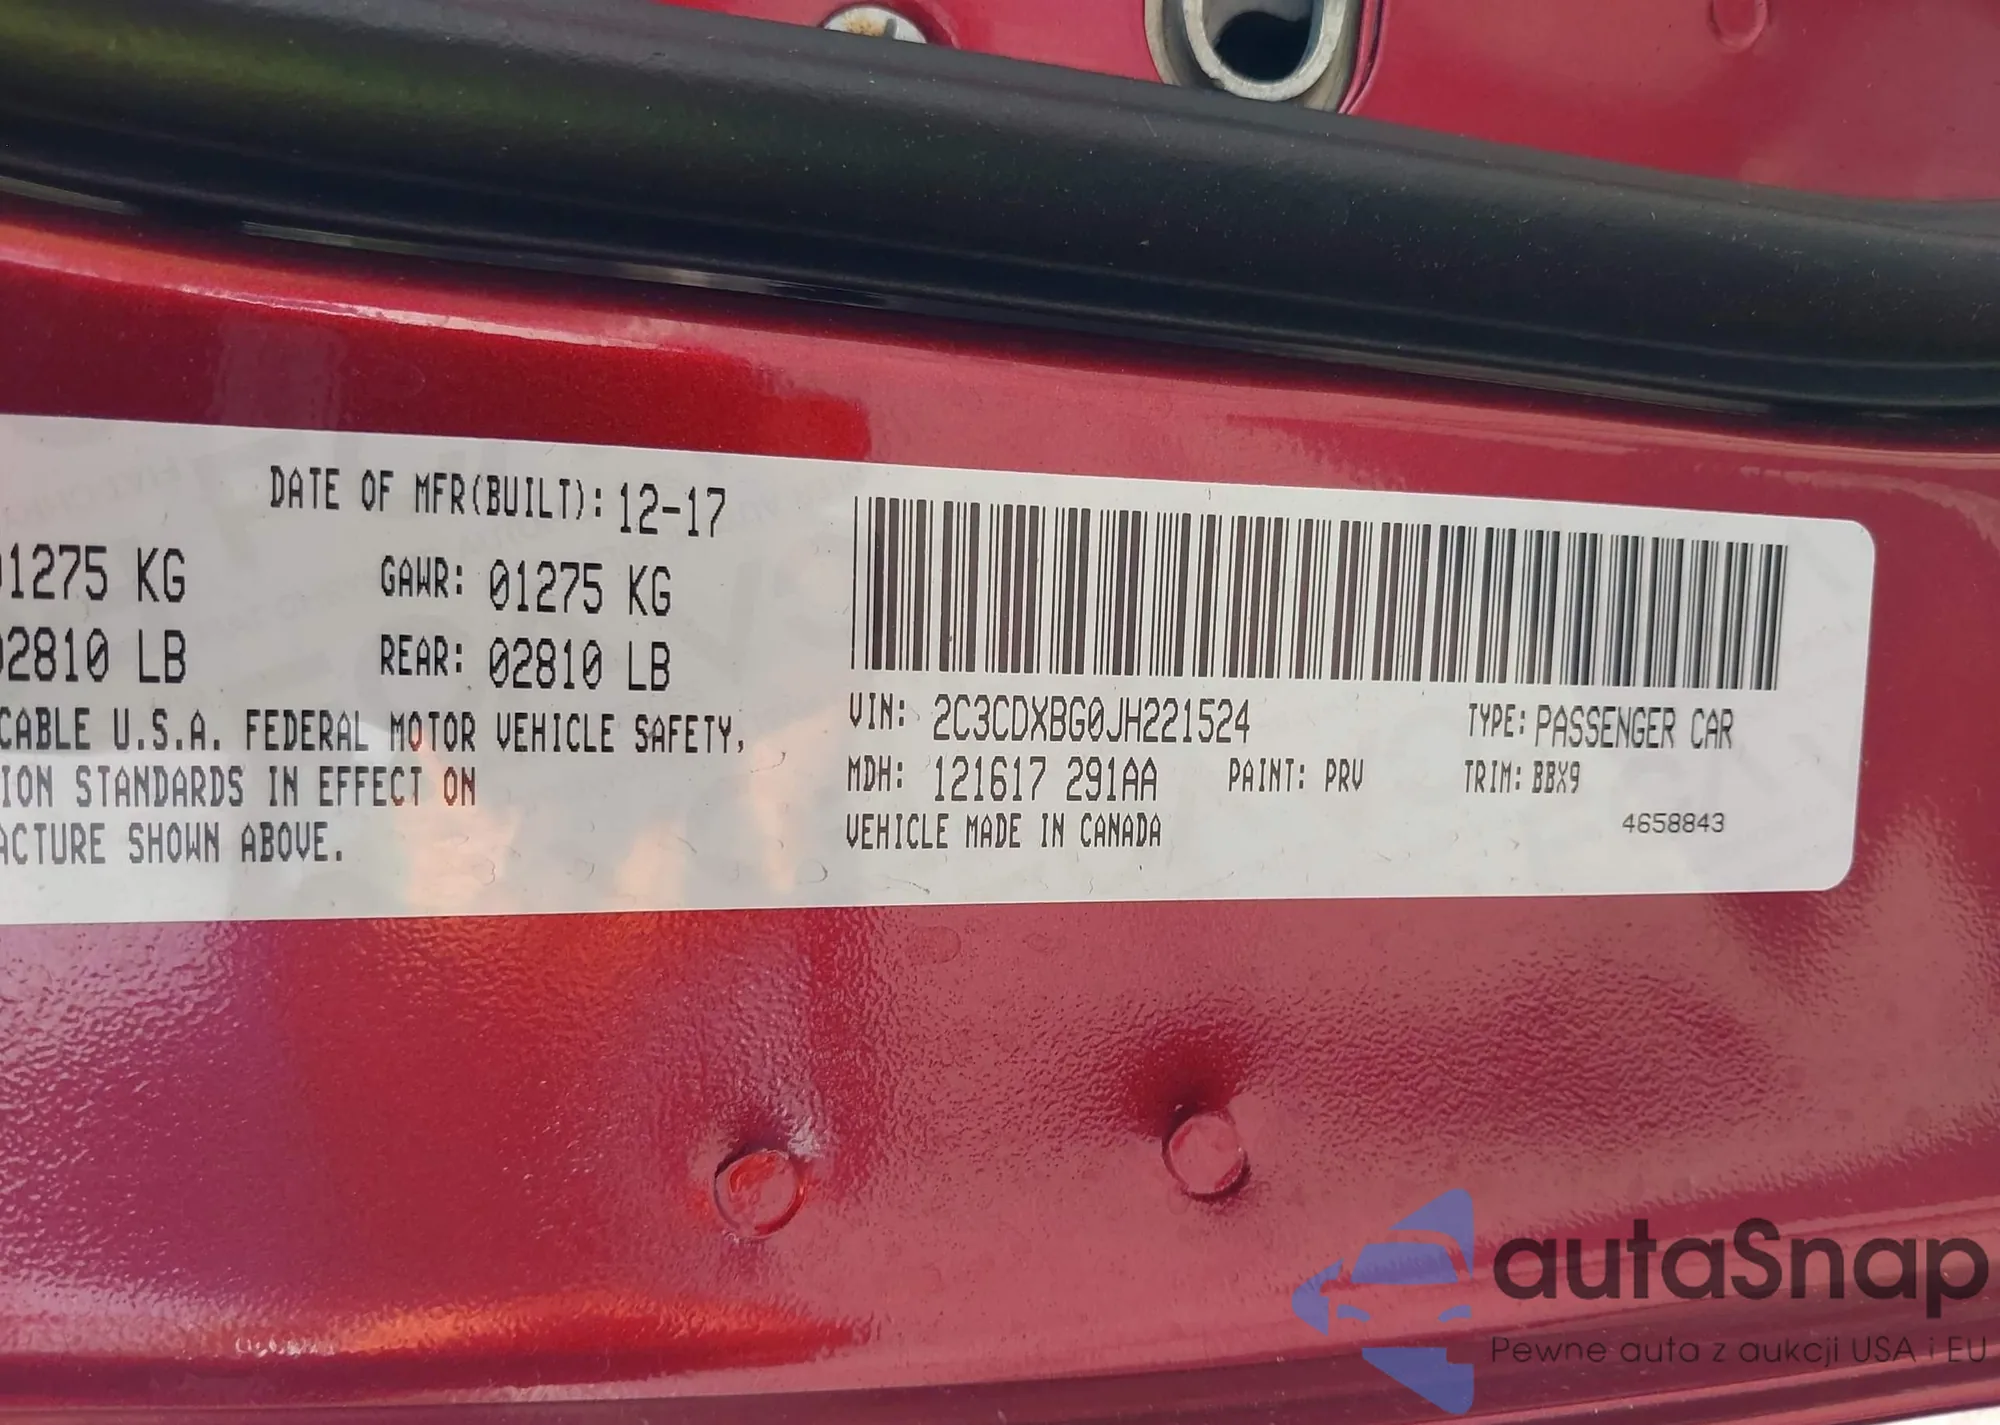 DATE OF MFR(BUILT): 12-17
01275 KG GAWR: 01275 KG
02810 LB REAR: 02810 LB
CABLE U.S.A. FEDERAL MOTOR VEHICLE SAFETY,
ION STANDARDS IN EFFECT ON
ACTURE SHOWN ABOVE.
VIN: 2C3CDXBG0JH221524 TYPE: PASSENGER CAR
MDH: 121617 291AA PAINT: PRV TRIM: BBX9
VEHICLE MADE IN CANADA
4658843
autaSnap
Pewne auta z aukcji USA i EU